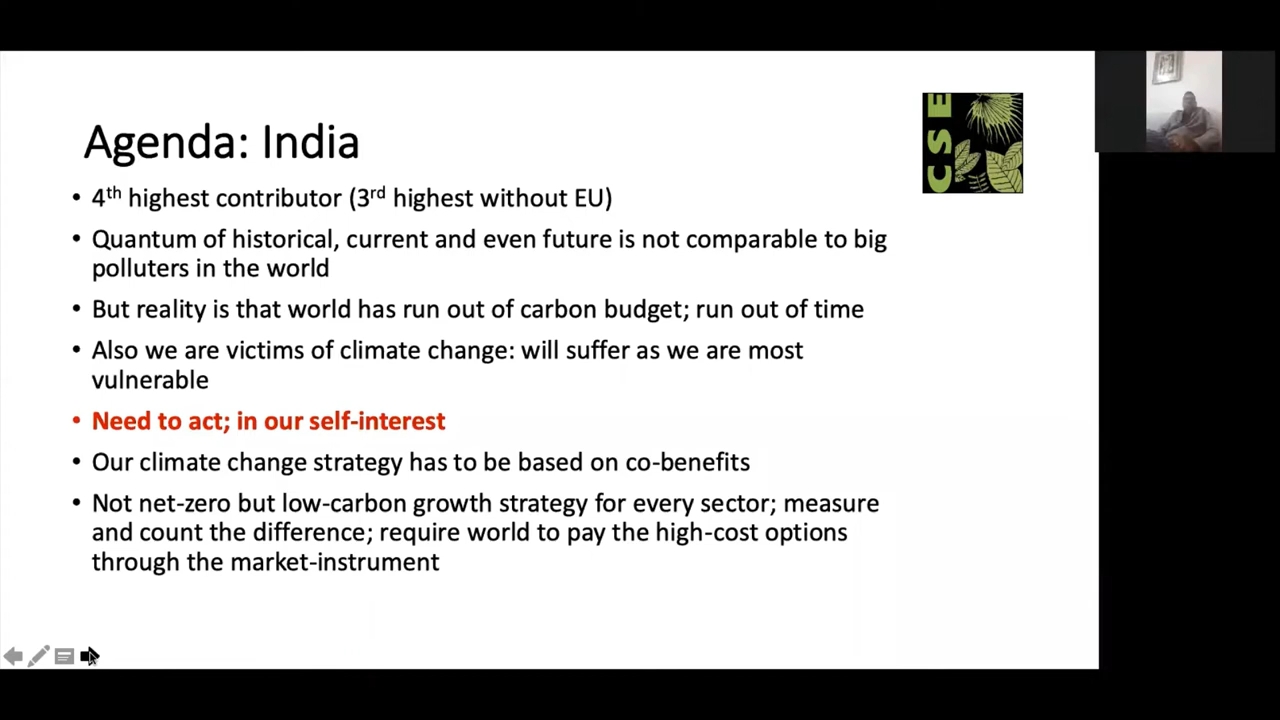 CSE
Agenda: India
• 4th highest contributor (3rd highest without EU)
• Quantum of historical, current and even future is not comparable to big
polluters in the world
• But reality is that world has run out of carbon budget; run out of time
• Also we are victims of climate change: will suffer as we are most
vulnerable
• Need to act; in our self-interest
• Our climate change strategy has to be based on co-benefits
• Not net-zero but low-carbon growth strategy for every sector; measure
and count the difference; require world to pay the high-cost options
through the market-instrument